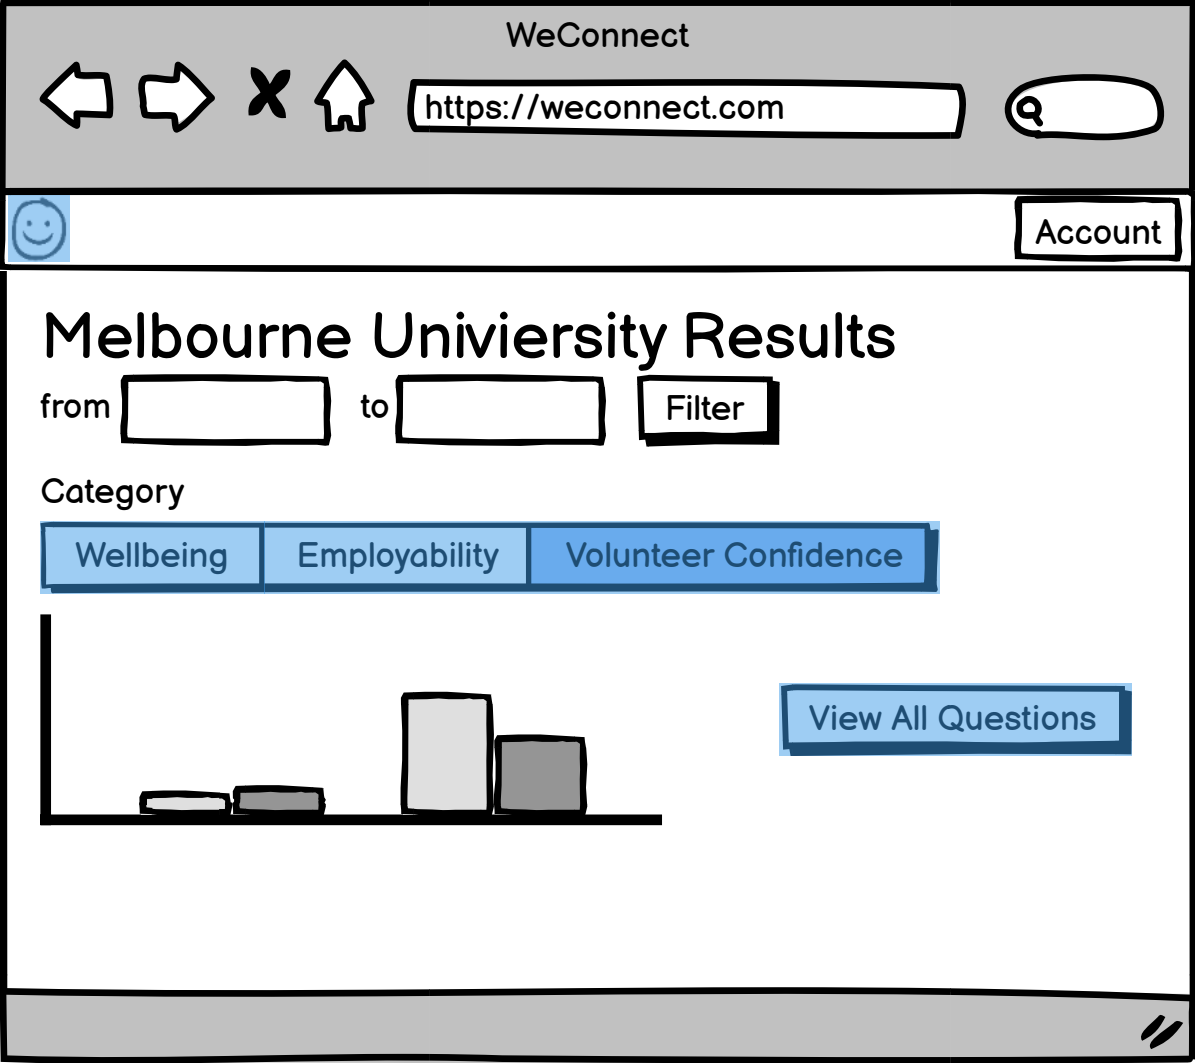 WeConnect
https://weconnect.com
Account
Melbourne Univiersity Results
from to Filter
Category
Wellbeing Employability Volunteer Confidence
View All Questions